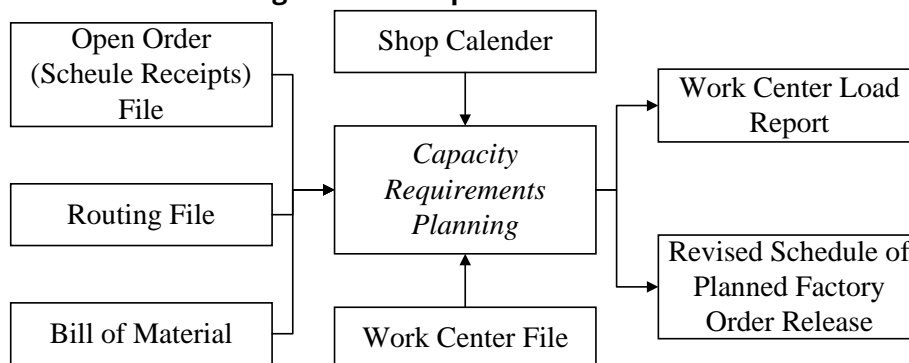 Open Order
(Scheule Receipts)
File
Shop Calender
Work Center Load
Report
Capacity
Requirements
Planning
Routing File
Revised Schedule of
Planned Factory
Order Release
Bill of Material
Work Center File